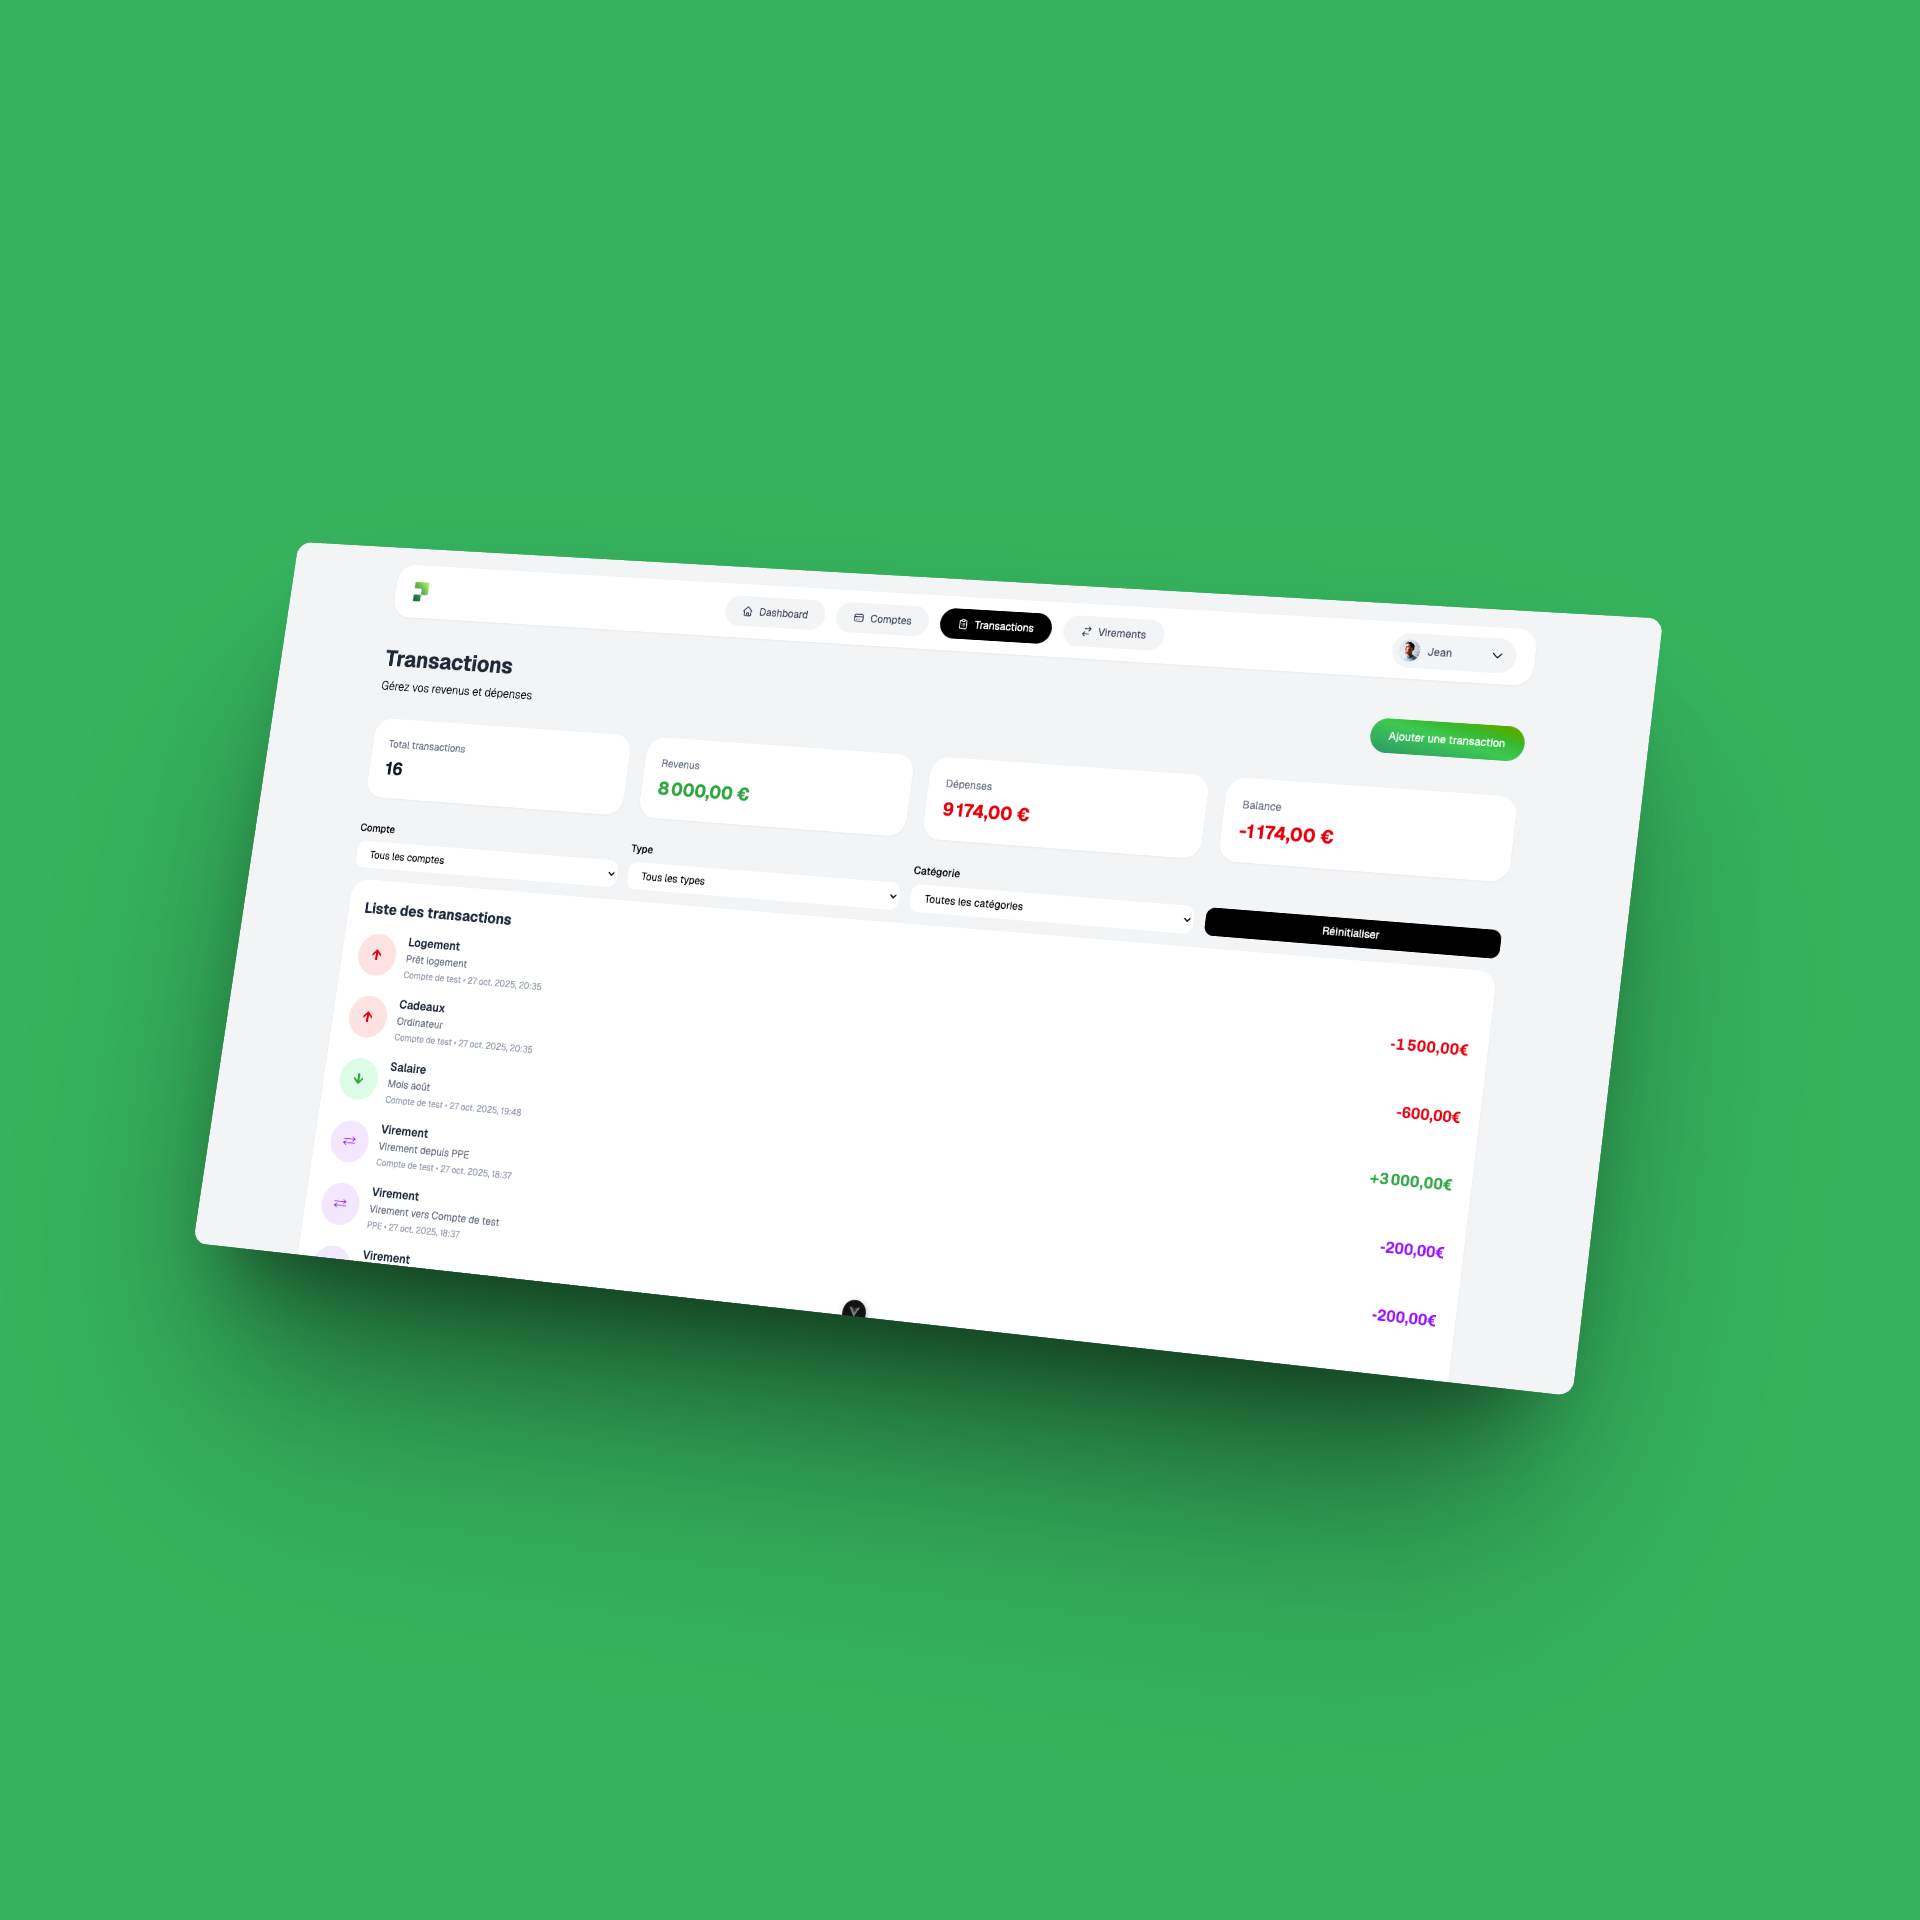 Dashboard
Comptes
Transactions
Virements
Jean
Transactions
Gérez vos revenus et dépenses
Ajouter une transaction
Total transactions
16
Revenus
8 000,00 €
Dépenses
9 174,00 €
Balance
-1 174,00 €
Compte
Tous les comptes
Type
Tous les types
Catégorie
Toutes les catégories
Réinitialiser
Liste des transactions
Logement
Prêt logement
Compte de test • 27 oct. 2025, 20:35
-1 500,00€
Cadeaux
Ordinateur
Compte de test • 27 oct. 2025, 20:35
-600,00€
Salaire
Mois août
Compte de test • 27 oct. 2025, 19:48
+3 000,00€
Virement
Virement depuis PPE
Compte de test • 27 oct. 2025, 18:37
-200,00€
Virement
Virement vers Compte de test
PPE • 27 oct. 2025, 18:37
-200,00€
Virement